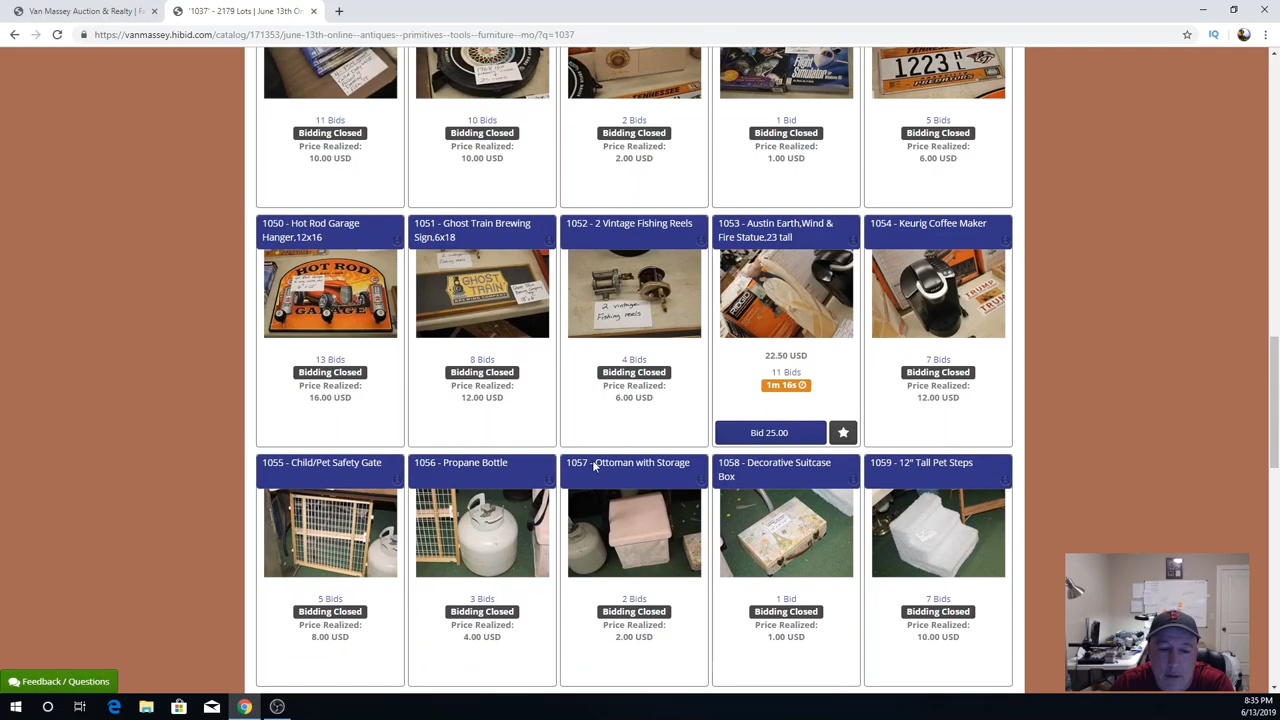 Van Massey Auction & Realty | F
'1037' - 2179 Lots | June 13th On
https://vanmassey.hibid.com/catalog/171353/june-13th-online--antiques--primitives--tools--furniture--mo/?q=1037
TENNESSEE
Flight Simulator
TENNESSEE
1223
PREDATORS
11 Bids
Bidding Closed
Price Realized:
10.00 USD
10 Bids
Bidding Closed
Price Realized:
10.00 USD
2 Bids
Bidding Closed
Price Realized:
2.00 USD
1 Bid
Bidding Closed
Price Realized:
1.00 USD
5 Bids
Bidding Closed
Price Realized:
6.00 USD
1050 - Hot Rod Garage
Hanger,12x16
HOT ROD
GARAGE
13 Bids
Bidding Closed
Price Realized:
16.00 USD
1051 - Ghost Train Brewing
Sign,6x18
GHOST
TRAIN
8 Bids
Bidding Closed
Price Realized:
12.00 USD
1052 - 2 Vintage Fishing Reels
2 vintage
Fishing reels
4 Bids
Bidding Closed
Price Realized:
6.00 USD
1053 - Austin Earth,Wind &
Fire Statue,23 tall
RIDGID
22.50 USD
11 Bids
1m 16s
Bid 25.00
1054 - Keurig Coffee Maker
TRUMP
TRUMP
7 Bids
Bidding Closed
Price Realized:
12.00 USD
1055 - Child/Pet Safety Gate
5 Bids
Bidding Closed
Price Realized:
8.00 USD
1056 - Propane Bottle
3 Bids
Bidding Closed
Price Realized:
4.00 USD
1057 - Ottoman with Storage
2 Bids
Bidding Closed
Price Realized:
2.00 USD
1058 - Decorative Suitcase
Box
1 Bid
Bidding Closed
Price Realized:
1.00 USD
1059 - 12" Tall Pet Steps
7 Bids
Bidding Closed
Price Realized:
10.00 USD
Feedback / Questions
8:35 PM
6/13/2019